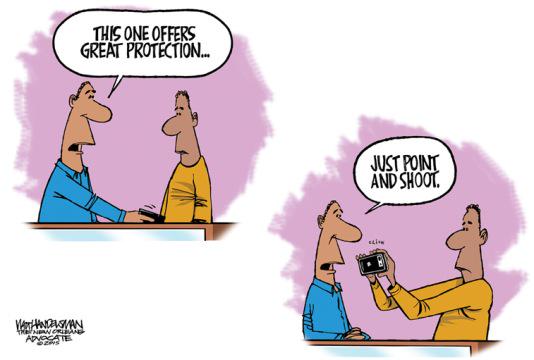 THIS ONE OFFERS
GREAT PROTECTION...
JUST POINT
AND SHOOT.
CLICK
WALT HANDELSMAN
THE NEW ORLEANS
ADVOCATE
©2015